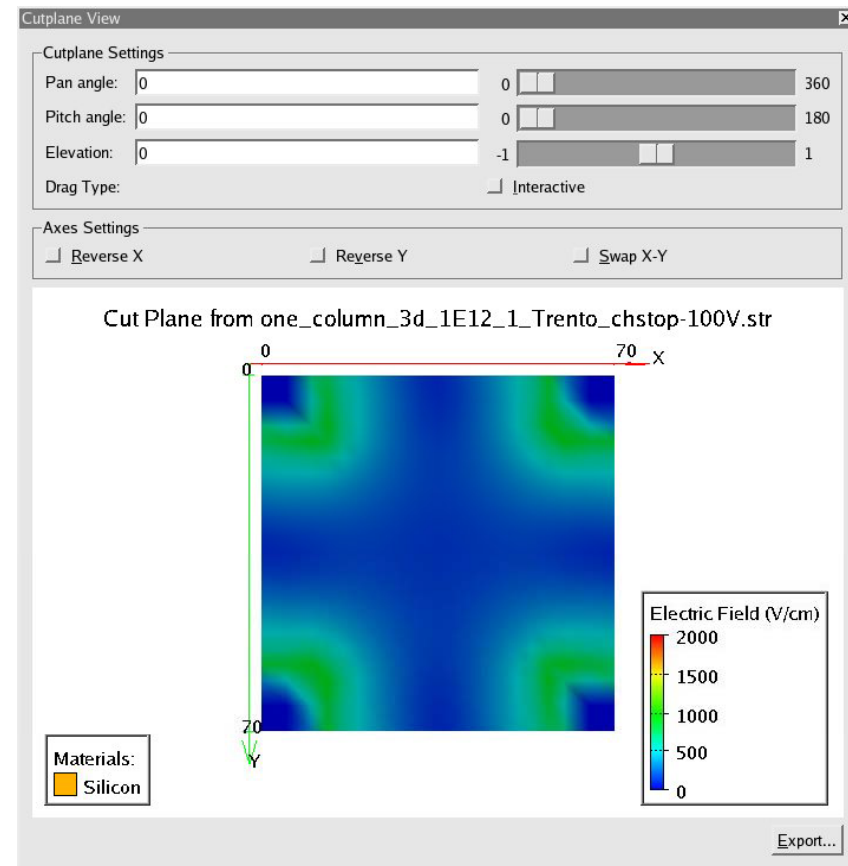 Cutplane View
Cutplane Settings
Pan angle: 0 0 360
Pitch angle: 0 0 180
Elevation: 0 -1 1
Drag Type: Interactive
Axes Settings
Reverse X Reverse Y Swap X-Y
Cut Plane from one_column_3d_1E12_1_Trento_chstop-100V.str
0 70 X
0
70
Y
Electric Field (V/cm)
2000
1500
1000
500
0
Materials:
Silicon
Export...